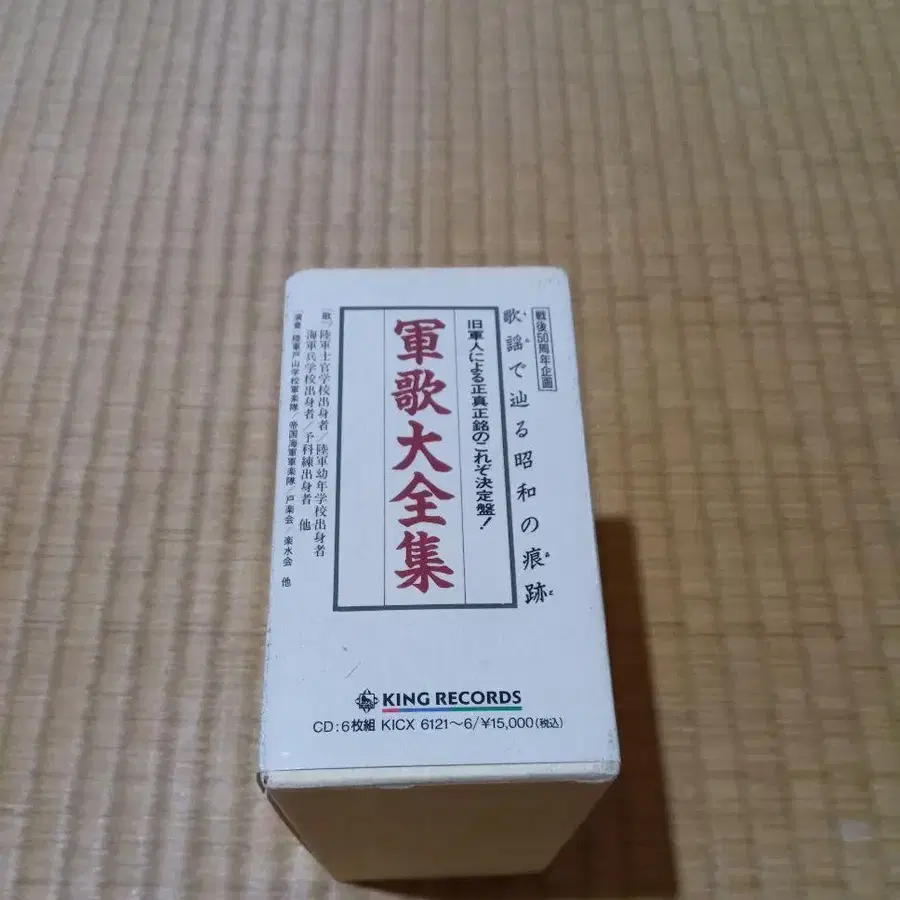 戦後50周年企画
歌謡で辿る昭和の痕跡
旧軍人による正真正銘のこれぞ決定盤!
軍歌大全集
歌/陸軍士官学校出身者/陸軍幼年学校出身者
海軍兵学校出身者/予科練出身者 他
演奏/陸軍戸山学校軍楽隊/帝国海軍軍楽隊/戸楽会/楽水会 他
KING RECORDS
CD:6枚組 KICX 6121〜6/¥15,000(税込)